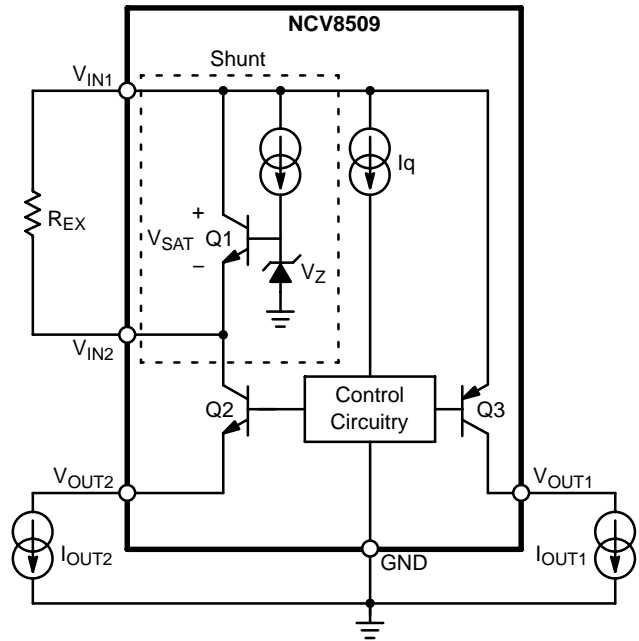 NCV8509
Shunt
VIN1
Iq
REX
+
VSAT
Q1
–
VZ
VIN2
Control
Circuitry
Q2
Q3
VOUT2
VOUT1
IOUT2
GND
IOUT1